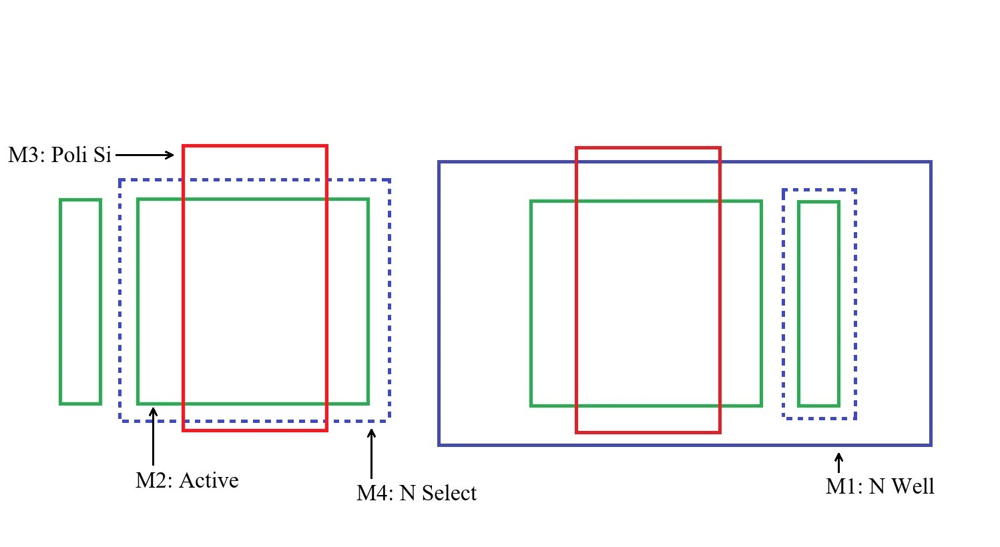 M3: Poli Si
M2: Active
M4: N Select
M1: N Well